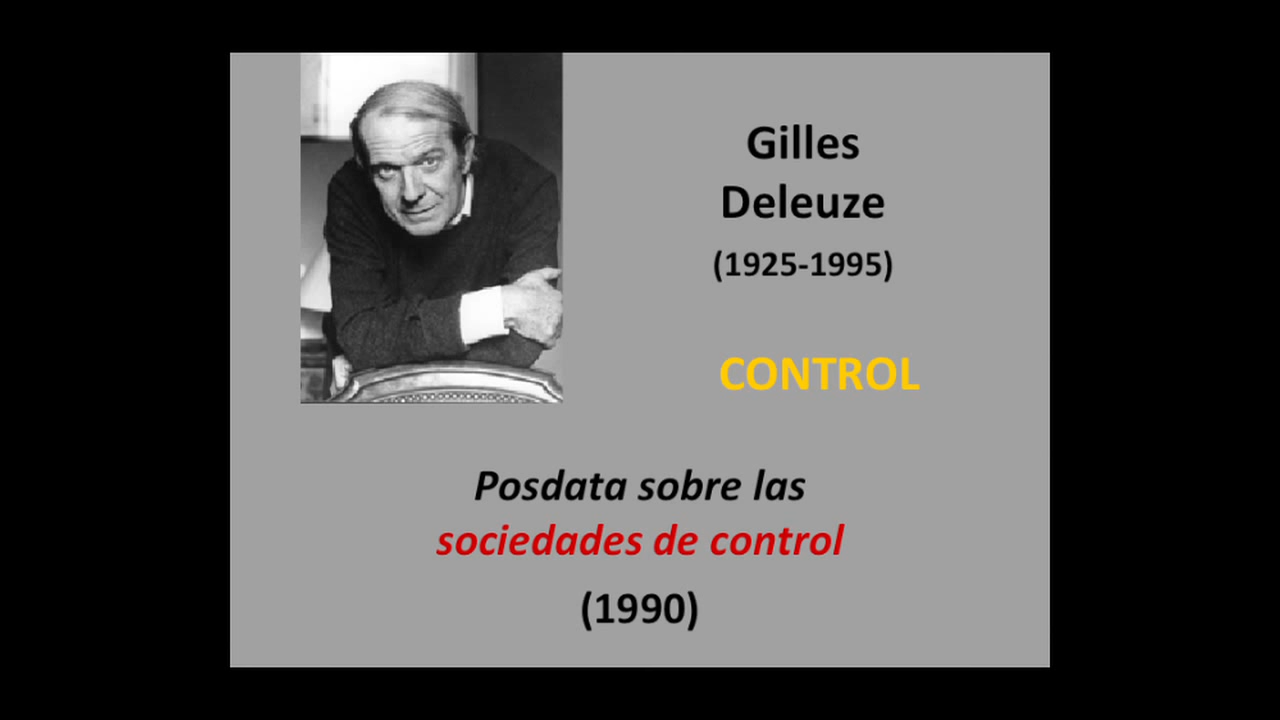 Gilles
Deleuze
(1925-1995)
CONTROL
Posdata sobre las
sociedades de control
(1990)